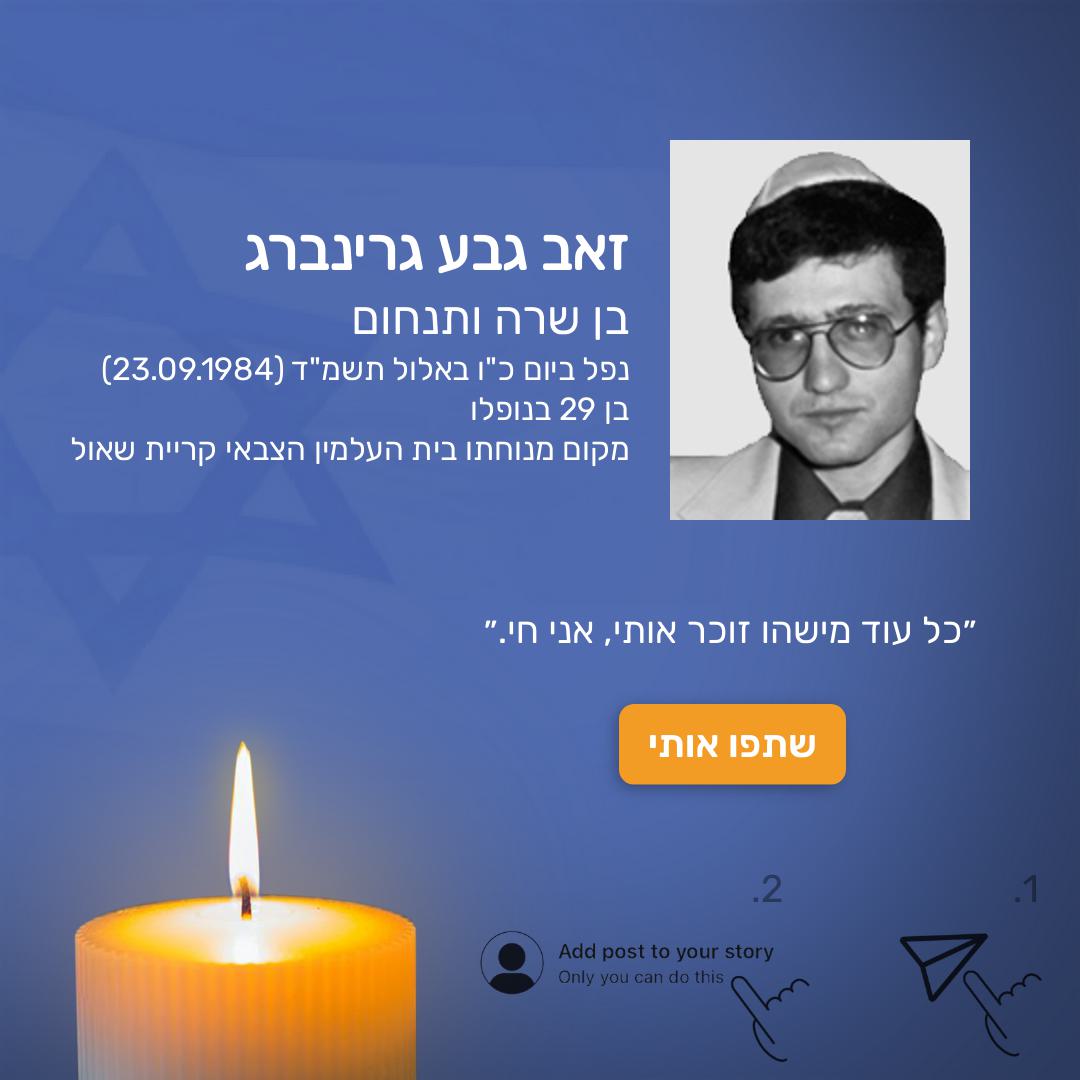 זאב גבע גרינברג
בן שרה ותנחום
נפל ביום כ"ו באלול תשמ"ד (23.09.1984)
בן 29 בנופלו
מקום מנוחתו בית העלמין הצבאי קריית שאול
״כל עוד מישהו זוכר אותי, אני חי.״
שתפו אותי
.1
.2
Add post to your story
Only you can do this